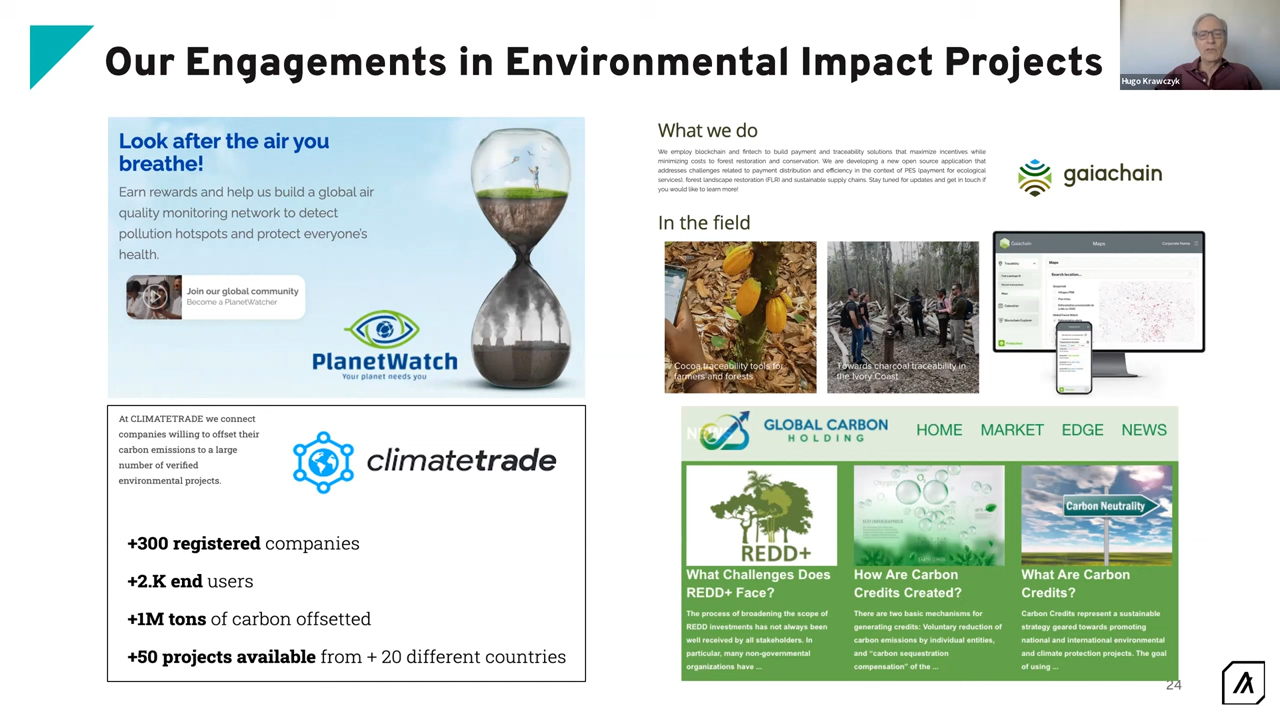 Our Engagements in Environmental Impact Projects
Hugo Krawczyk
Look after the air you
breathe!
Earn rewards and help us build a global air
quality monitoring network to detect
pollution hotspots and protect everyone's
health.
Join our global community
Become a PlanetWatcher
PlanetWatch
Your planet needs you
What we do
We employ blockchain and fintech to build payment and traceability solutions that maximize incentives while
minimizing costs to forest restoration and conservation. We are developing a new open source application that
addresses challenges related to payment distribution and efficiency in the context of PES (payment for ecological
services), forest landscape restoration (FLR) and sustainable supply chains. Stay tuned for updates and get in touch if
you would like to learn more!
gaiachain
In the field
Cocoa traceability tools for
farmers and forests
Towards charcoal traceability in
the Ivory Coast
Gaiachain
Maps
Traceability
Maps
Search location...
Blockchain Explorer
At CLIMATETRADE we connect
companies willing to offset their
carbon emissions to a large
number of verified
environmental projects.
climatetrade
+300 registered companies
+2.K end users
+1M tons of carbon offsetted
+50 projects available from + 20 different countries
GLOBAL CARBON
HOLDING
HOME MARKET EDGE NEWS
REDD+
What Challenges Does
REDD+ Face?
The process of broadening the scope of
REDD investments has not always been
well received by all stakeholders. In
particular, many non-governmental
organizations have ...
How Are Carbon
Credits Created?
There are two basic mechanisms for
generating credits: Voluntary reduction of
carbon emissions by individual entities,
and “carbon sequestration
compensation” of the ...
Carbon Neutrality
What Are Carbon
Credits?
Carbon Credits represent a sustainable
strategy geared towards promoting
national and international environmental
and climate protection projects. The goal
of using ...
24